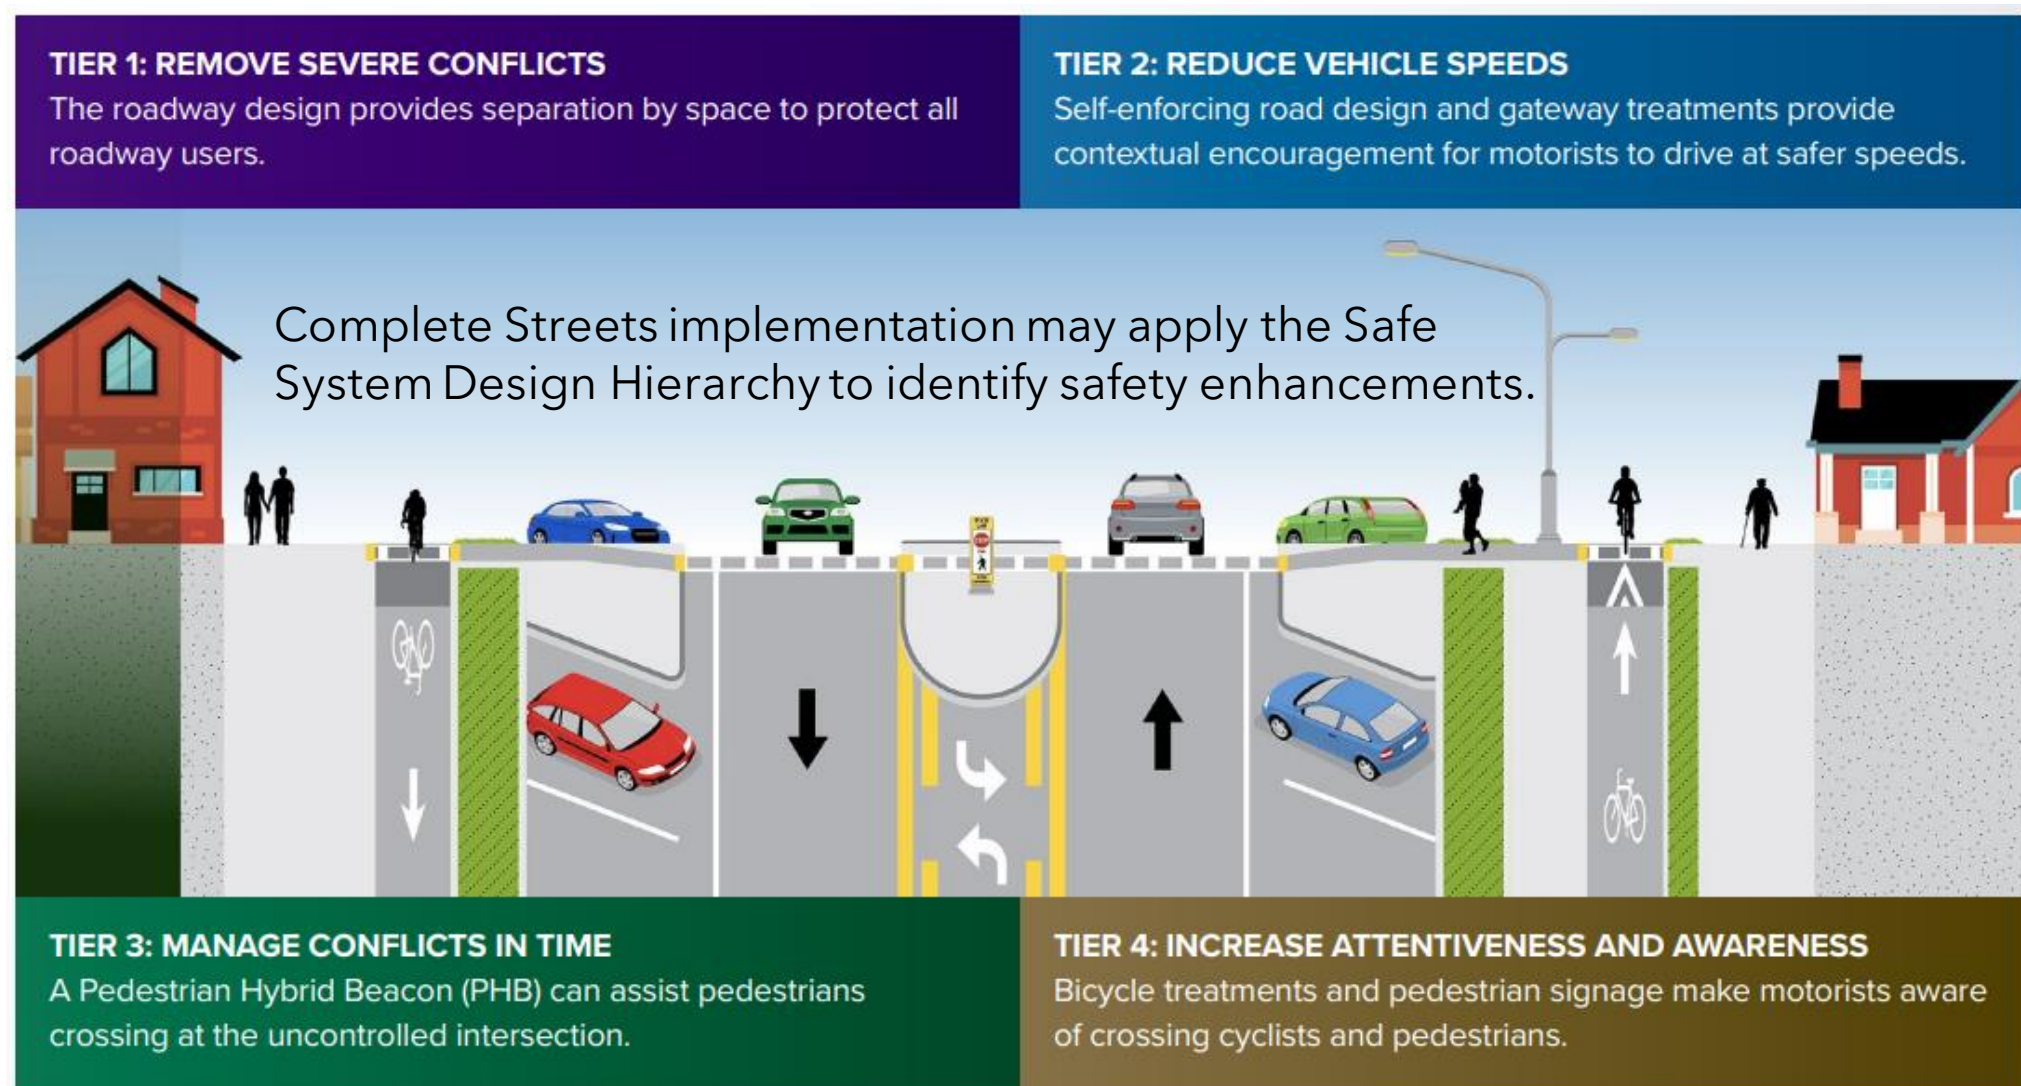 TIER 1: REMOVE SEVERE CONFLICTS
The roadway design provides separation by space to protect all
roadway users.
TIER 2: REDUCE VEHICLE SPEEDS
Self-enforcing road design and gateway treatments provide
contextual encouragement for motorists to drive at safer speeds.
Complete Streets implementation may apply the Safe
System Design Hierarchy to identify safety enhancements.
TIER 3: MANAGE CONFLICTS IN TIME
A Pedestrian Hybrid Beacon (PHB) can assist pedestrians
crossing at the uncontrolled intersection.
TIER 4: INCREASE ATTENTIVENESS AND AWARENESS
Bicycle treatments and pedestrian signage make motorists aware
of crossing cyclists and pedestrians.